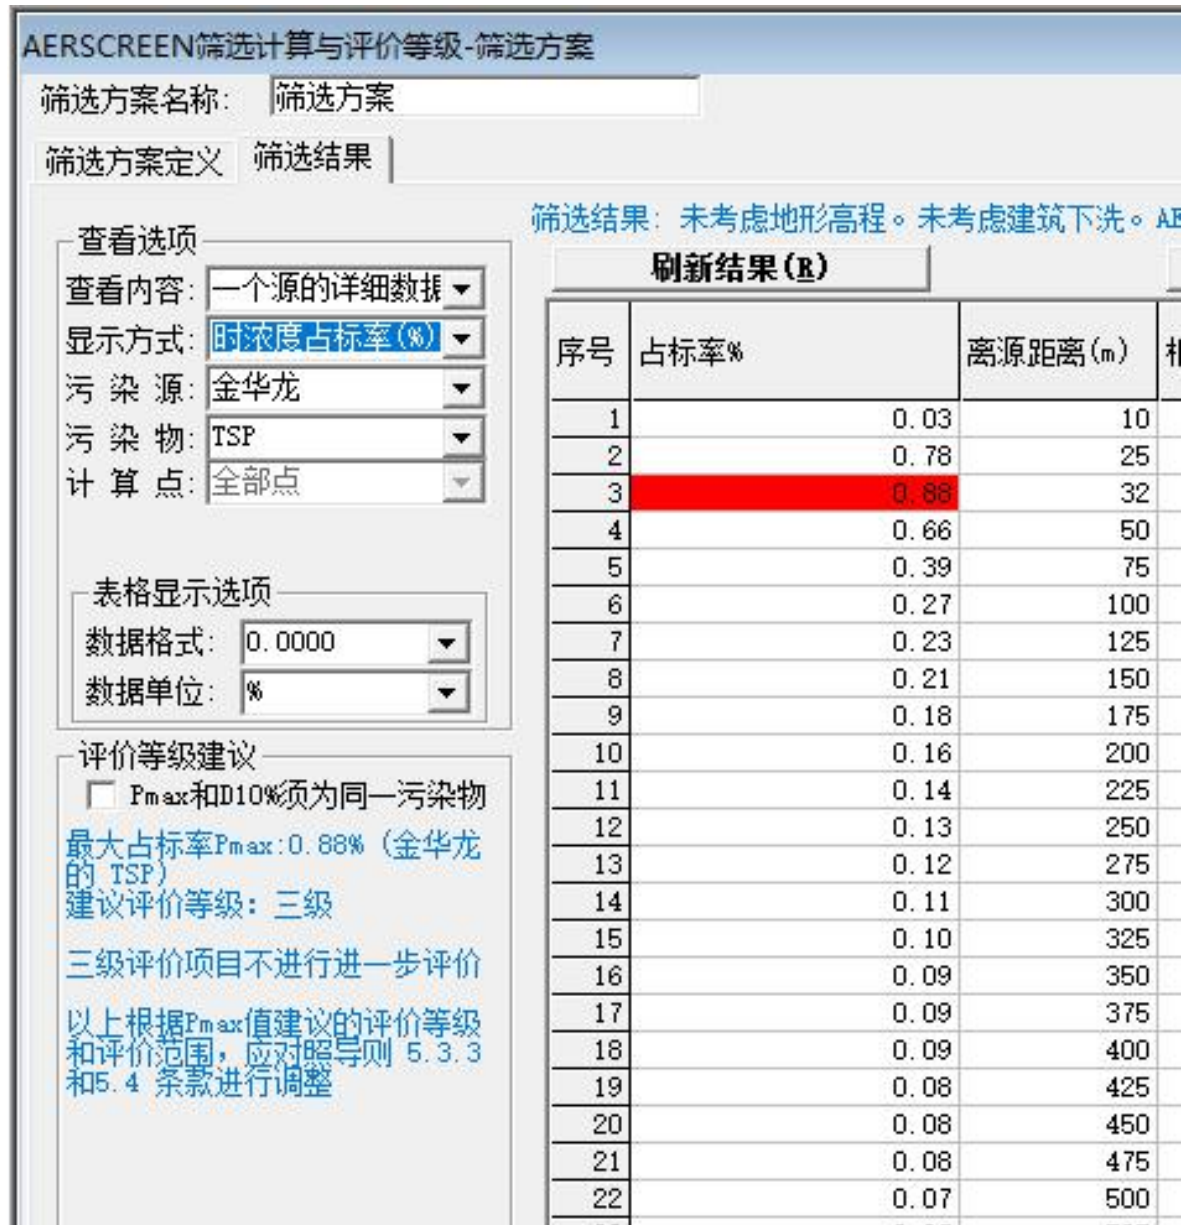 AERSCREEN筛选计算与评价等级-筛选方案
筛选方案名称: 筛选方案
筛选方案定义 筛选结果
筛选结果: 未考虑地形高程。未考虑建筑下洗。AE
查看选项
刷新结果(R)
查看内容: 一个源的详细数据
显示方式: 时浓度占标率(%)
污 染 源: 金华龙
污 染 物: TSP
计 算 点: 全部点
表格显示选项
数据格式: 0.0000
数据单位: %
评价等级建议
Pmax和D10%须为同一污染物
最大占标率Pmax:0.88% (金华龙
的 TSP)
建议评价等级: 三级
三级评价项目不进行进一步评价
以上根据Pmax值建议的评价等级
和评价范围,应对照导则 5.3.3
和5.4 条款进行调整
序号 占标率% 离源距离(m)
1 0.03 10
2 0.78 25
3 0.88 32
4 0.66 50
5 0.39 75
6 0.27 100
7 0.23 125
8 0.21 150
9 0.18 175
10 0.16 200
11 0.14 225
12 0.13 250
13 0.12 275
14 0.11 300
15 0.10 325
16 0.09 350
17 0.09 375
18 0.09 400
19 0.08 425
20 0.08 450
21 0.08 475
22 0.07 500